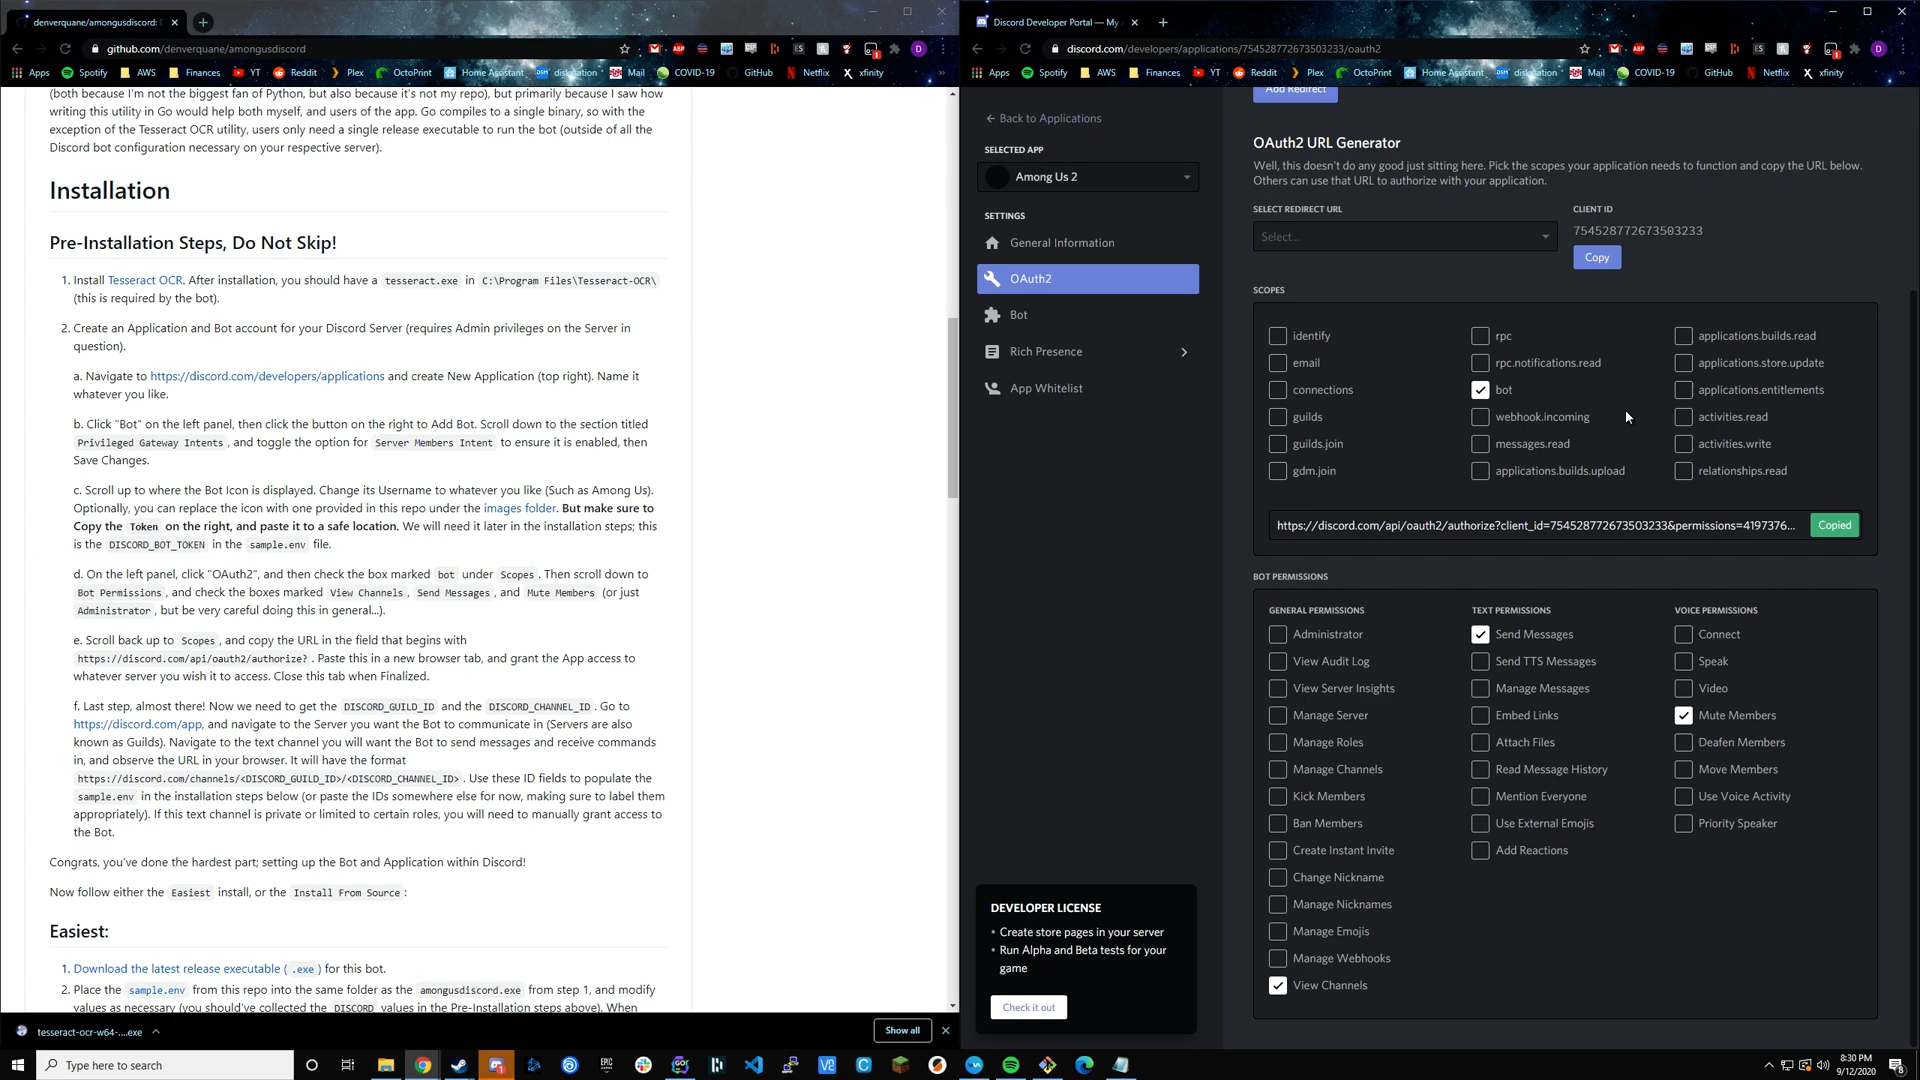 denverquane/amongusdiscord:
github.com/denverquane/amongusdiscord
Apps Spotify AWS Finances YT Reddit Plex OctoPrint Home Assistant diskstation Mail COVID-19 GitHub Netflix xfinity
(both because I'm not the biggest fan of Python, but also because it's not my repo), but primarily because I saw how
writing this utility in Go would help both myself, and users of the app. Go compiles to a single binary, so with the
exception of the Tesseract OCR utility, users only need a single release executable to run the bot (outside of all the
Discord bot configuration necessary on your respective server).
Installation
Pre-Installation Steps, Do Not Skip!
1. Install Tesseract OCR. After installation, you should have a tesseract.exe in C:\Program Files\Tesseract-OCR\
(this is required by the bot).
2. Create an Application and Bot account for your Discord Server (requires Admin privileges on the Server in
question).
a. Navigate to https://discord.com/developers/applications and create New Application (top right). Name it
whatever you like.
b. Click "Bot" on the left panel, then click the button on the right to Add Bot. Scroll down to the section titled
Privileged Gateway Intents, and toggle the option for Server Members Intent to ensure it is enabled, then
Save Changes.
c. Scroll up to where the Bot Icon is displayed. Change its Username to whatever you like (Such as Among Us).
Optionally, you can replace the icon with one provided in this repo under the images folder. But make sure to
Copy the Token on the right, and paste it to a safe location. We will need it later in the installation steps; this
is the DISCORD_BOT_TOKEN in the sample.env file.
d. On the left panel, click "OAuth2", and then check the box marked bot under Scopes. Then scroll down to
Bot Permissions, and check the boxes marked View Channels, Send Messages, and Mute Members (or just
Administrator, but be very careful doing this in general...).
e. Scroll back up to Scopes, and copy the URL in the field that begins with
https://discord.com/api/oauth2/authorize?. Paste this in a new browser tab, and grant the App access to
whatever server you wish it to access. Close this tab when Finalized.
f. Last step, almost there! Now we need to get the DISCORD_GUILD_ID and the DISCORD_CHANNEL_ID. Go to
https://discord.com/app, and navigate to the Server you want the Bot to communicate in (Servers are also
known as Guilds). Navigate to the text channel you will want the Bot to send messages and receive commands
in, and observe the URL in your browser. It will have the format
https://discord.com/channels/<DISCORD_GUILD_ID>/<DISCORD_CHANNEL_ID>. Use these ID fields to populate the
sample.env in the installation steps below (or paste the IDs somewhere else for now, making sure to label them
appropriately). If this text channel is private or limited to certain roles, you will need to manually grant access to
the Bot.
Congrats, you've done the hardest part; setting up the Bot and Application within Discord!
Now follow either the Easiest install, or the Install From Source:
Easiest:
1. Download the latest release executable (.exe) for this bot.
2. Place the sample.env from this repo into the same folder as the amongusdiscord.exe from step 1, and modify
values as necessary (you should've collected the DISCORD values in the Pre-Installation steps above). When
tesseract-ocr-w64-....exe
Show all
Discord Developer Portal — My
discord.com/developers/applications/754528772673503233/oauth2
Apps Spotify AWS Finances YT Reddit Plex OctoPrint Home Assistant diskstation Mail COVID-19 GitHub Netflix xfinity
Add Redirect
← Back to Applications
SELECTED APP
Among Us 2
SETTINGS
General Information
OAuth2
Bot
Rich Presence
App Whitelist
DEVELOPER LICENSE
• Create store pages in your server
• Run Alpha and Beta tests for your
game
Check it out
OAuth2 URL Generator
Well, this doesn't do any good just sitting here. Pick the scopes your application needs to function and copy the URL below.
Others can use that URL to authorize with your application.
SELECT REDIRECT URL
Select...
CLIENT ID
754528772673503233
Copy
SCOPES
identify rpc applications.builds.read
email rpc.notifications.read applications.store.update
connections bot applications.entitlements
guilds webhook.incoming activities.read
guilds.join messages.read activities.write
gdm.join applications.builds.upload relationships.read
https://discord.com/api/oauth2/authorize?client_id=754528772673503233&permissions=4197376... Copied
BOT PERMISSIONS
GENERAL PERMISSIONS TEXT PERMISSIONS VOICE PERMISSIONS
Administrator Send Messages Connect
View Audit Log Send TTS Messages Speak
View Server Insights Manage Messages Video
Manage Server Embed Links Mute Members
Manage Roles Attach Files Deafen Members
Manage Channels Read Message History Move Members
Kick Members Mention Everyone Use Voice Activity
Ban Members Use External Emojis Priority Speaker
Create Instant Invite Add Reactions
Change Nickname
Manage Nicknames
Manage Emojis
Manage Webhooks
View Channels
Type here to search
8:30 PM
9/12/2020